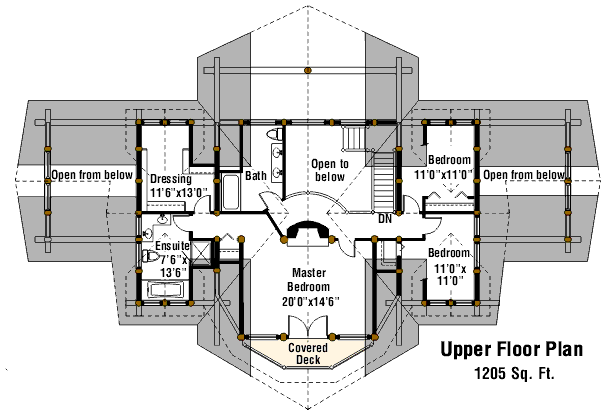 Open from below
Dressing
11'6"x13'0"
Bath
Open to
below
Bedroom
11'0"x11'0"
Open from below
DN
Ensuite
7'6"x
13'6"
Master
Bedroom
20'0"x14'6"
Bedroom
11'0"x
11'0"
Covered
Deck
Upper Floor Plan
1205 Sq. Ft.